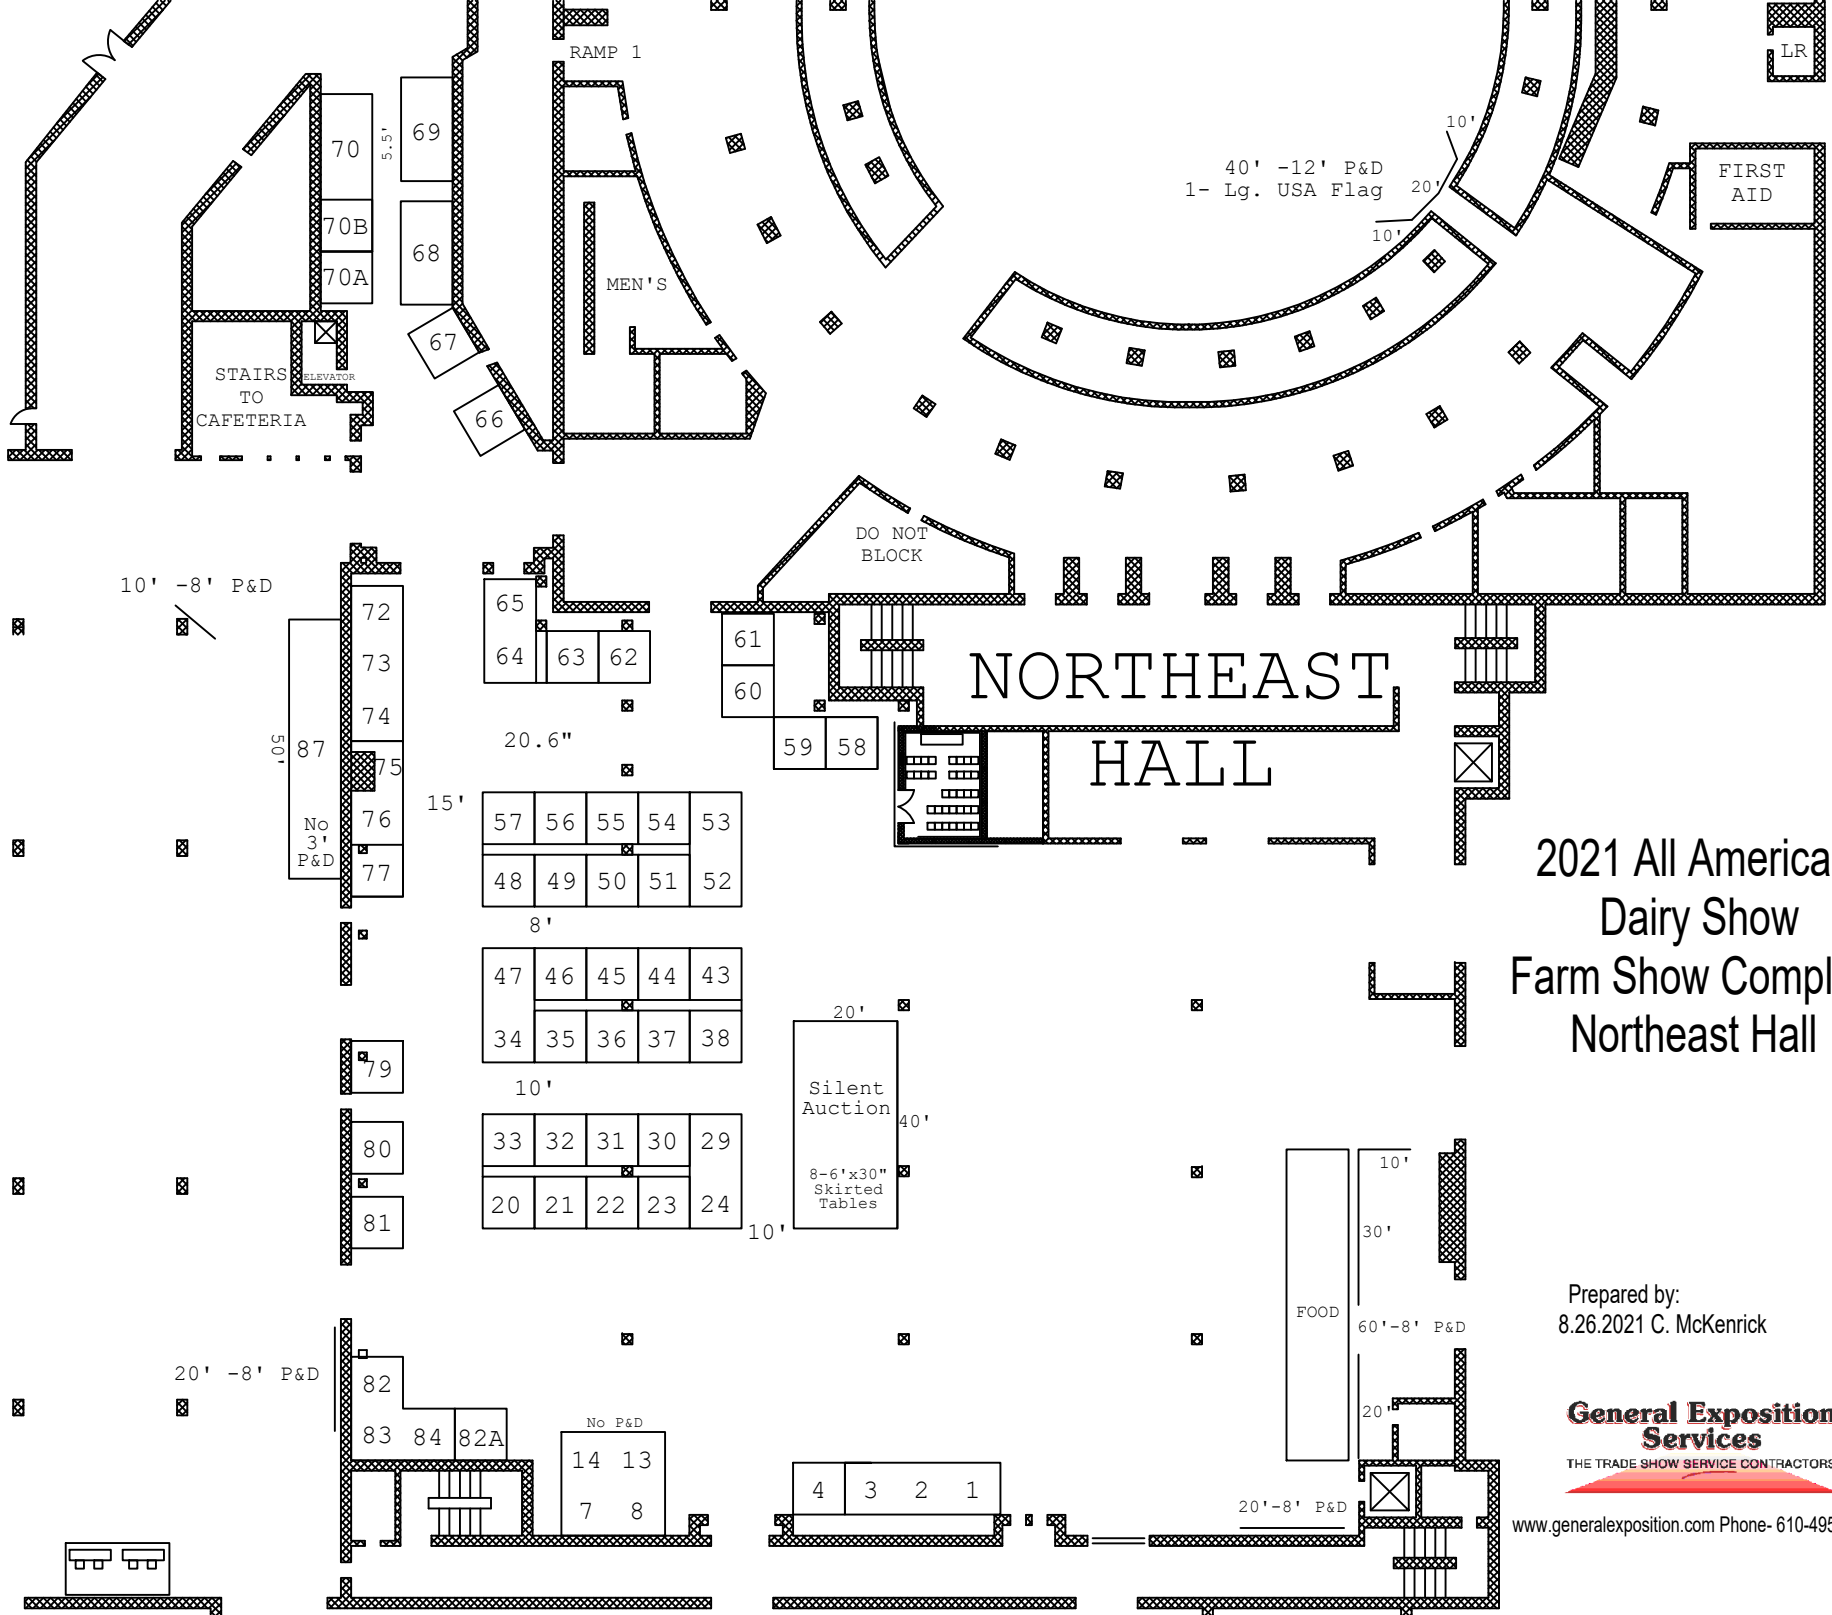 RAMP 1
LR
10'
40' -12' P&D
1- Lg. USA Flag
20'
10'
FIRST
AID
69
70
5.5'
70B
68
70A
MEN'S
67
66
STAIRS
TO
CAFETERIA
ELEVATOR
DO NOT
BLOCK
10' -8' P&D
72
73
74
75
76
77
87
50'
No
3'
P&D
65
64
63
62
61
60
59
58
NORTHEAST
HALL
20.6"
15'
57
56
55
54
53
48
49
50
51
52
8'
47
46
45
44
43
34
35
36
37
38
10'
33
32
31
30
29
20
21
22
23
24
10'
20'
Silent
Auction
40'
8-6'x30"
Skirted
Tables
79
80
81
2021 All America
Dairy Show
Farm Show Compl
Northeast Hall
10'
30'
FOOD
60'-8' P&D
20'
20' -8' P&D
82
83
84
82A
No P&D
14
13
7
8
4
3
2
1
20'-8' P&D
Prepared by:
8.26.2021 C. McKenrick
General Exposition
Services
THE TRADE SHOW SERVICE CONTRACTORS
www.generalexposition.com Phone- 610-495